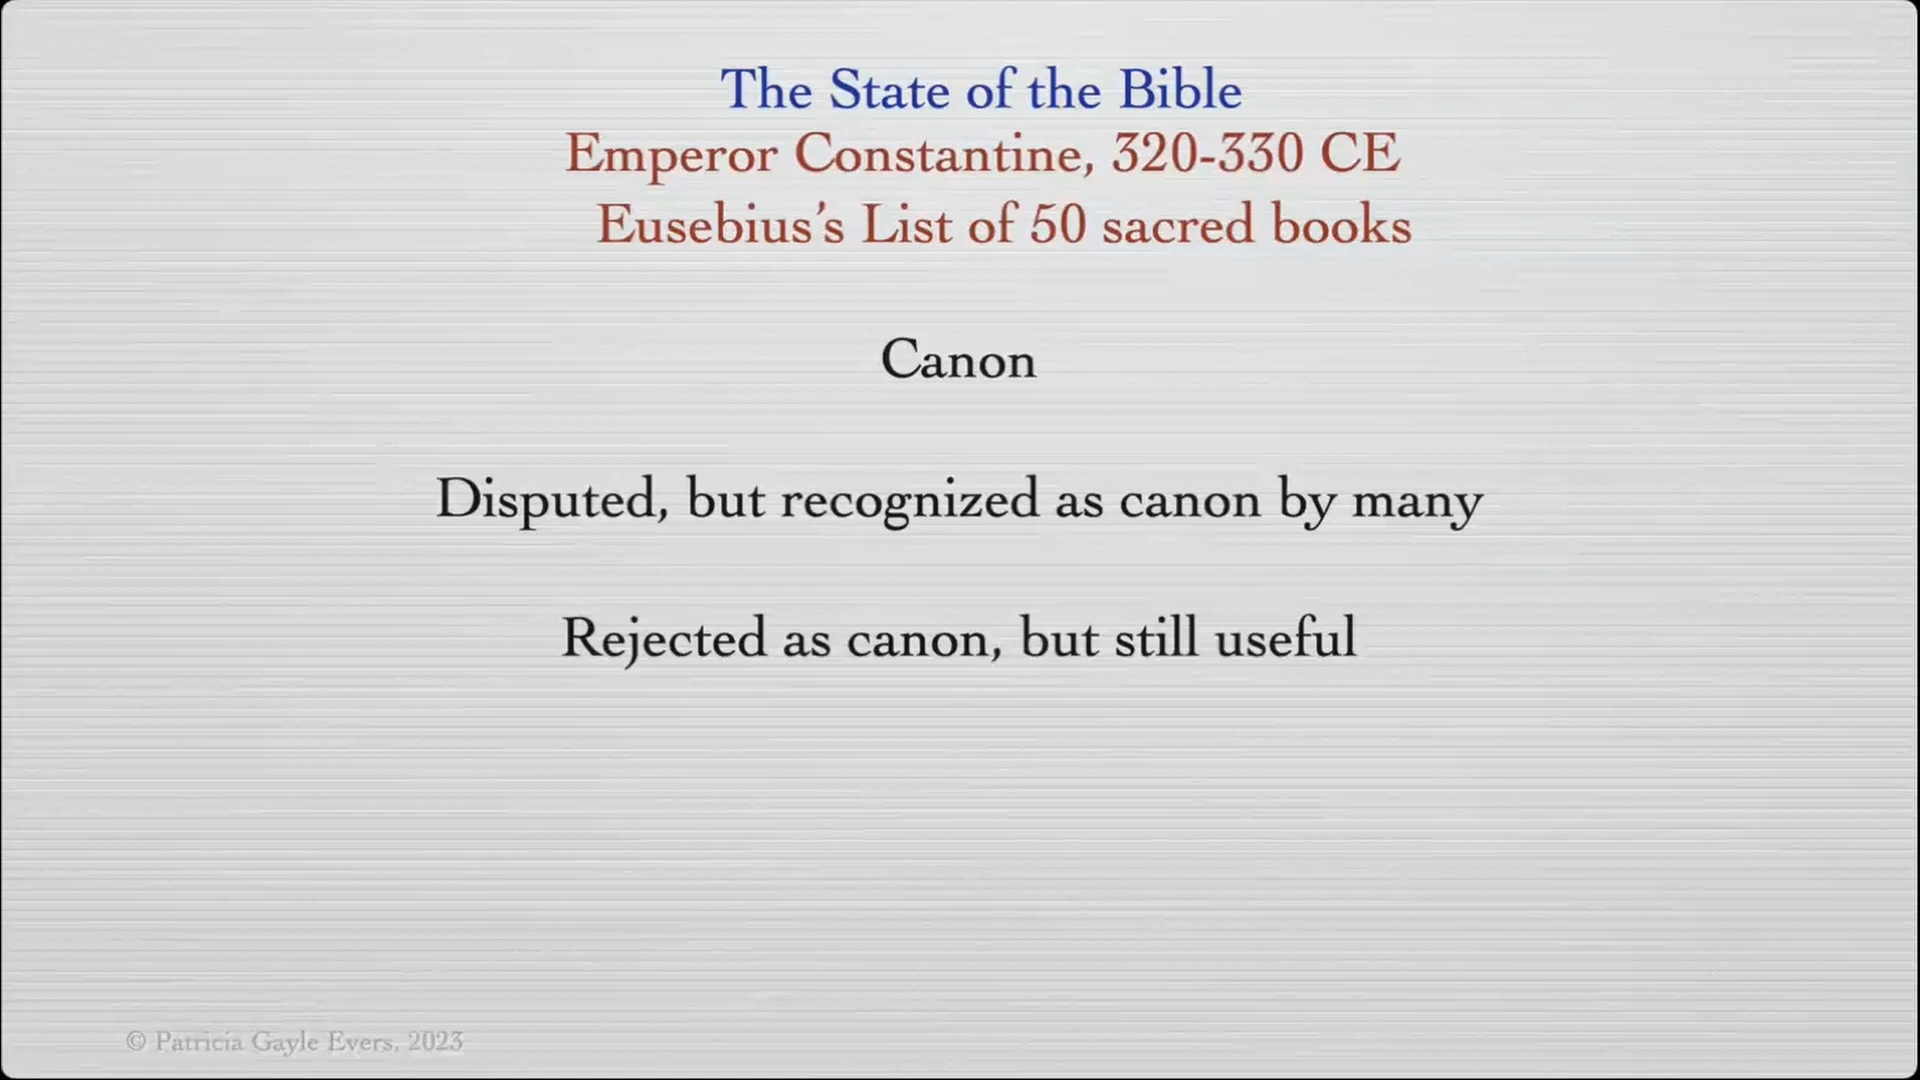 The State of the Bible
Emperor Constantine, 320-330 CE
Eusebius’s List of 50 sacred books
Canon
Disputed, but recognized as canon by many
Rejected as canon, but still useful
© Patricia Gayle Evers, 2023